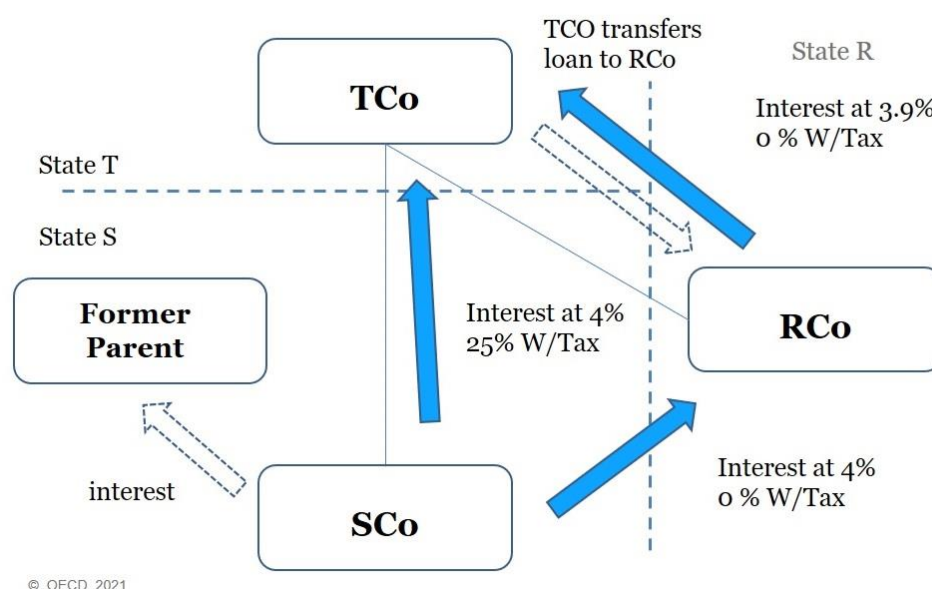 TCO transfers
loan to RCo
State R
TCo
Interest at 3.9%
0 % W/Tax
State T
State S
Former
Parent
Interest at 4%
25% W/Tax
RCo
interest
SCo
Interest at 4%
0 % W/Tax
© OECD 2021